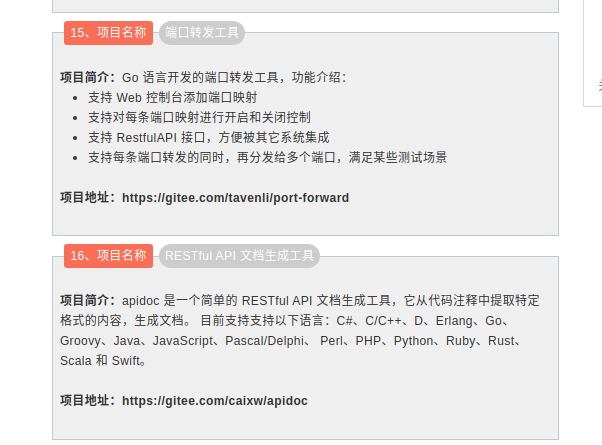 15、项目名称 端口转发工具
项目简介：Go 语言开发的端口转发工具，功能介绍：
支持 Web 控制台添加端口映射
支持对每条端口映射进行开启和关闭控制
支持 RestfulAPI 接口，方便被其它系统集成
支持每条端口转发的同时，再分发给多个端口，满足某些测试场景
项目地址：https://gitee.com/tavenli/port-forward
16、项目名称 RESTful API 文档生成工具
项目简介：apidoc 是一个简单的 RESTful API 文档生成工具，它从代码注释中提取特定
格式的内容，生成文档。 目前支持支持以下语言：C#、C/C++、D、Erlang、Go、
Groovy、Java、JavaScript、Pascal/Delphi、 Perl、PHP、Python、Ruby、Rust、
Scala 和 Swift。
项目地址：https://gitee.com/caixw/apidoc